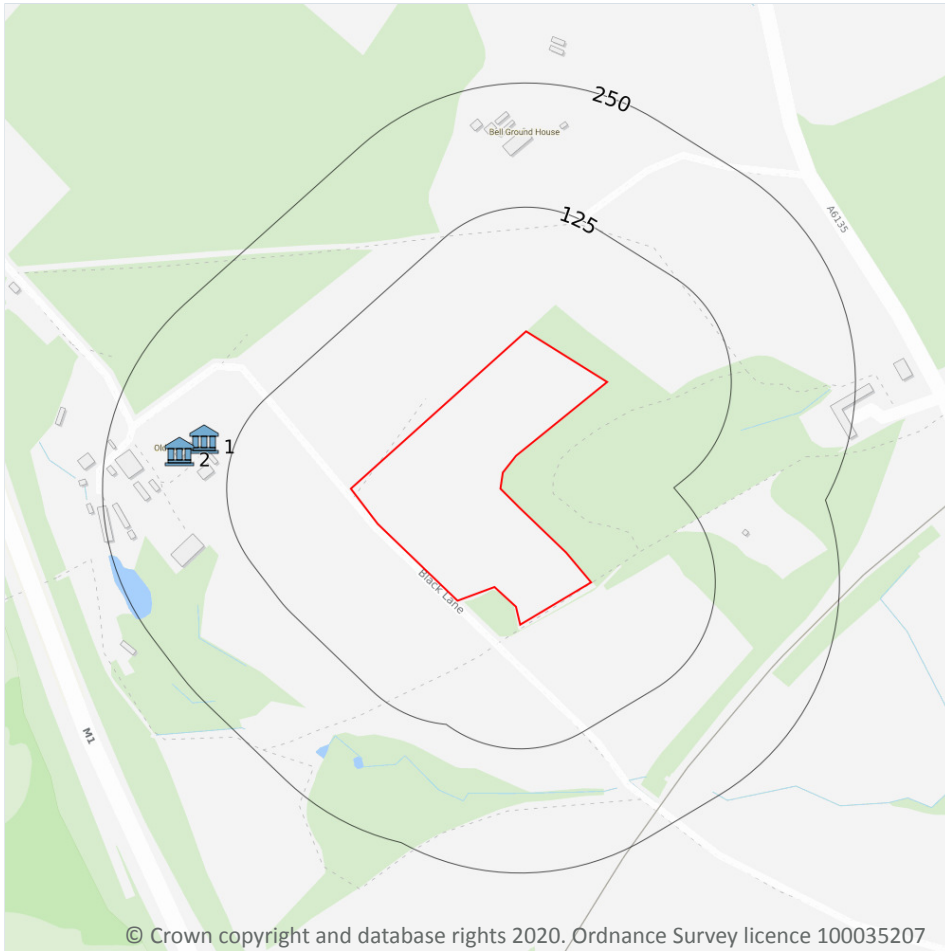 250
Bell Ground House
125
A6135
Old
1
2
Black Lane
M1
© Crown copyright and database rights 2020. Ordnance Survey licence 100035207